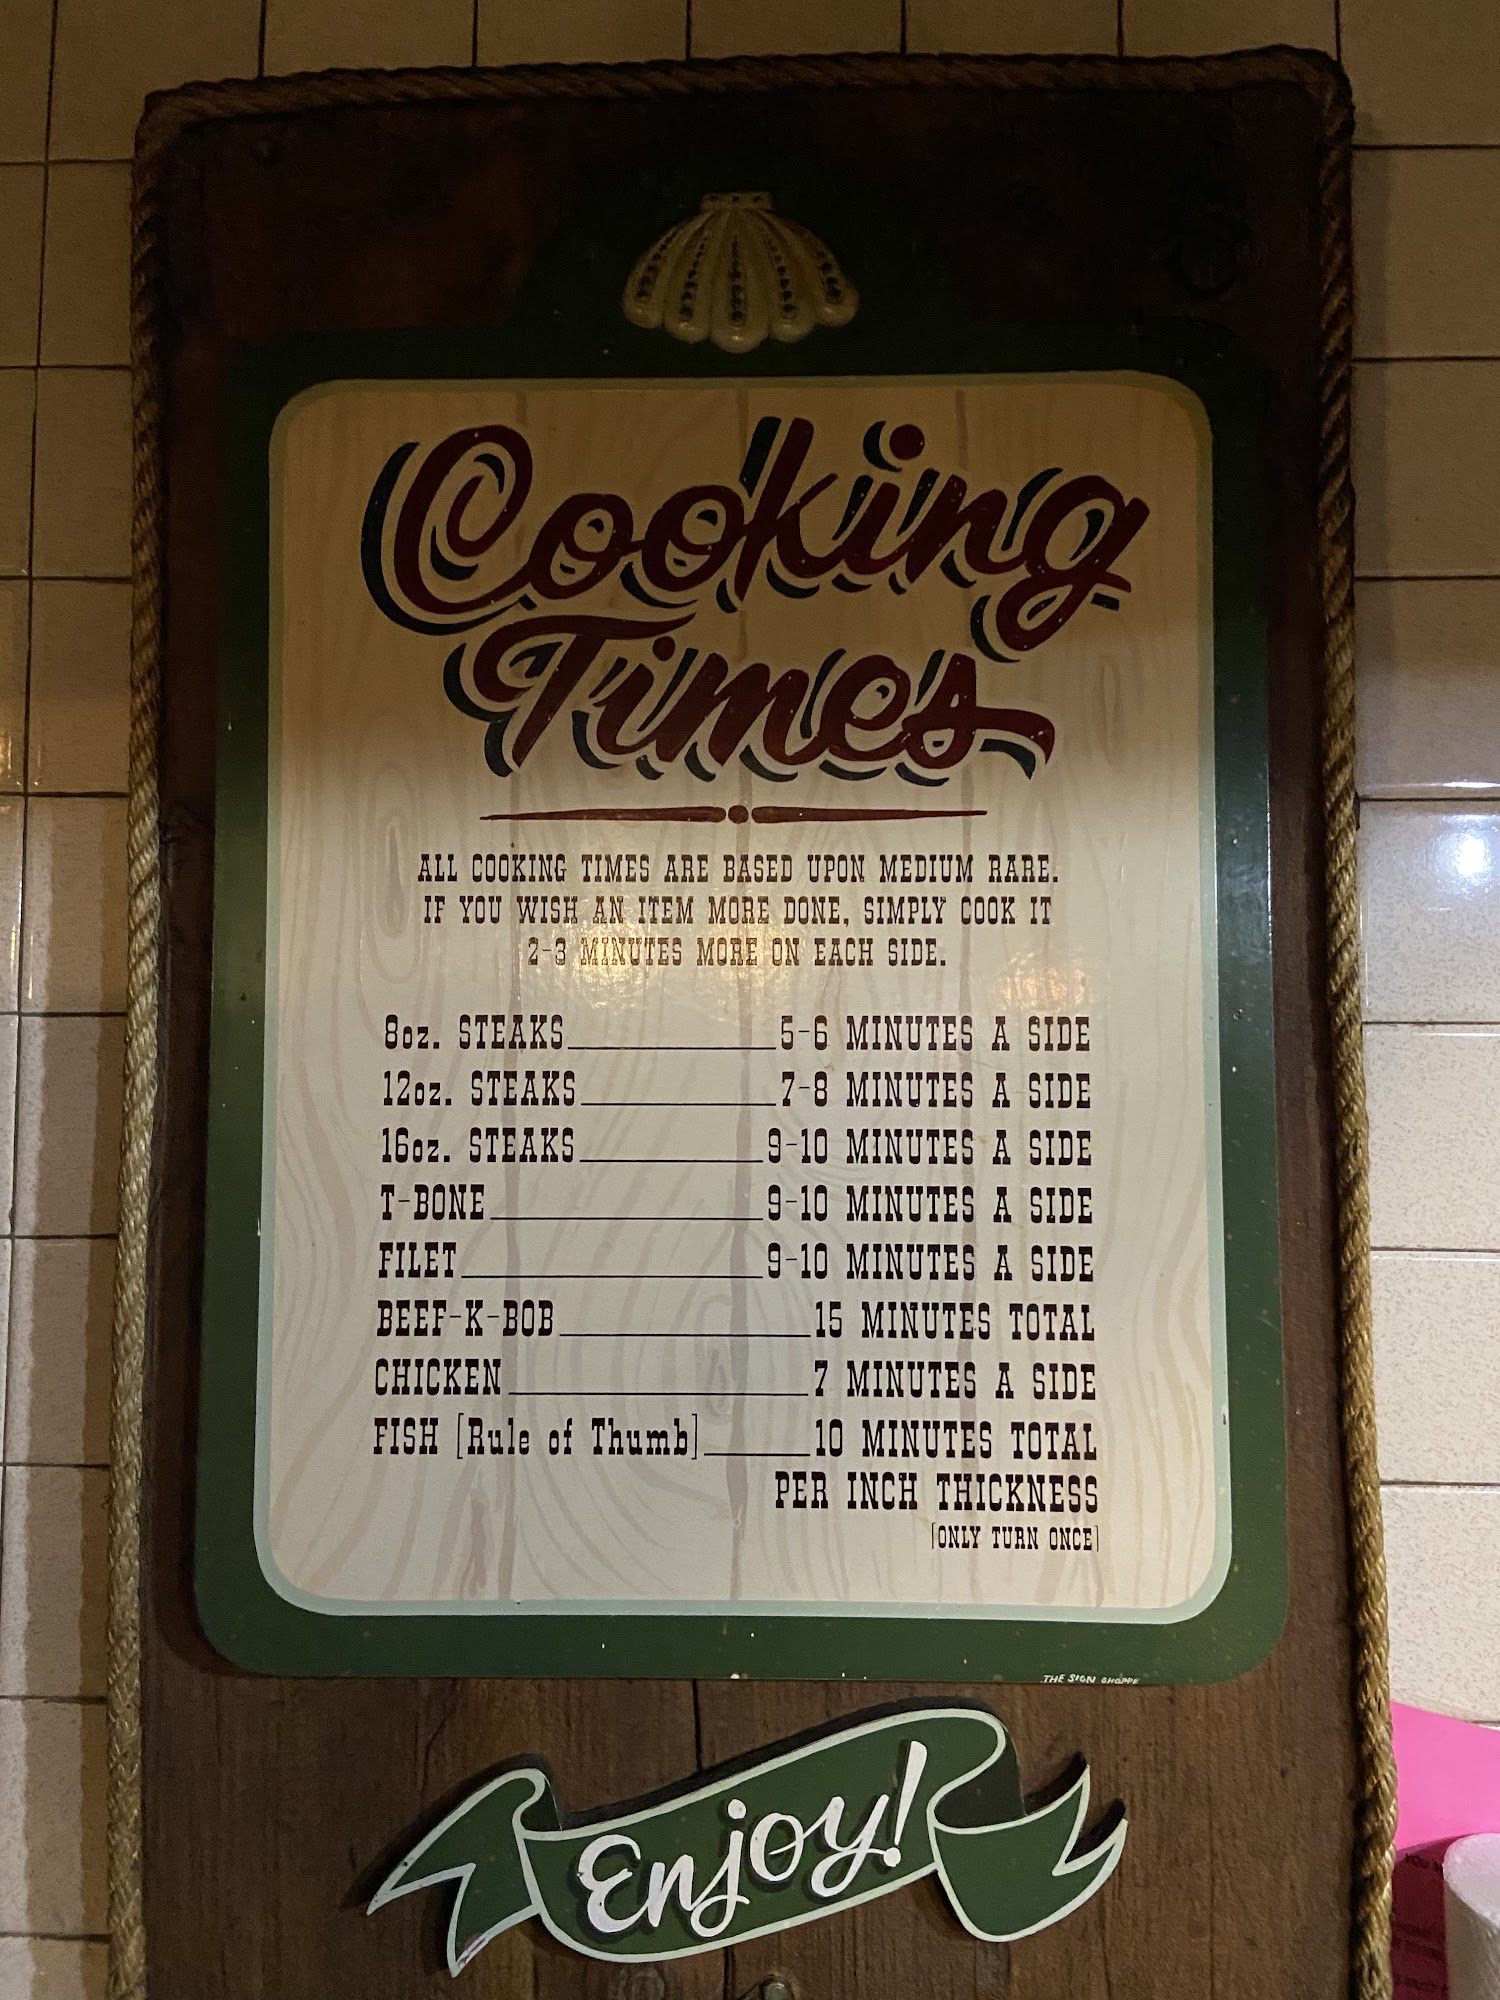 Cooking
Times
ALL COOKING TIMES ARE BASED UPON MEDIUM RARE.
IF YOU WISH AN ITEM MORE DONE, SIMPLY COOK IT
2-3 MINUTES MORE ON EACH SIDE.
8oz. STEAKS 5-6 MINUTES A SIDE
12oz. STEAKS 7-8 MINUTES A SIDE
16oz. STEAKS 9-10 MINUTES A SIDE
T-BONE 9-10 MINUTES A SIDE
FILET 9-10 MINUTES A SIDE
BEEF-K-BOB 15 MINUTES TOTAL
CHICKEN 7 MINUTES A SIDE
FISH [Rule of Thumb] 10 MINUTES TOTAL
PER INCH THICKNESS
[ONLY TURN ONCE]
THE SIGN SHOPPE
Enjoy!